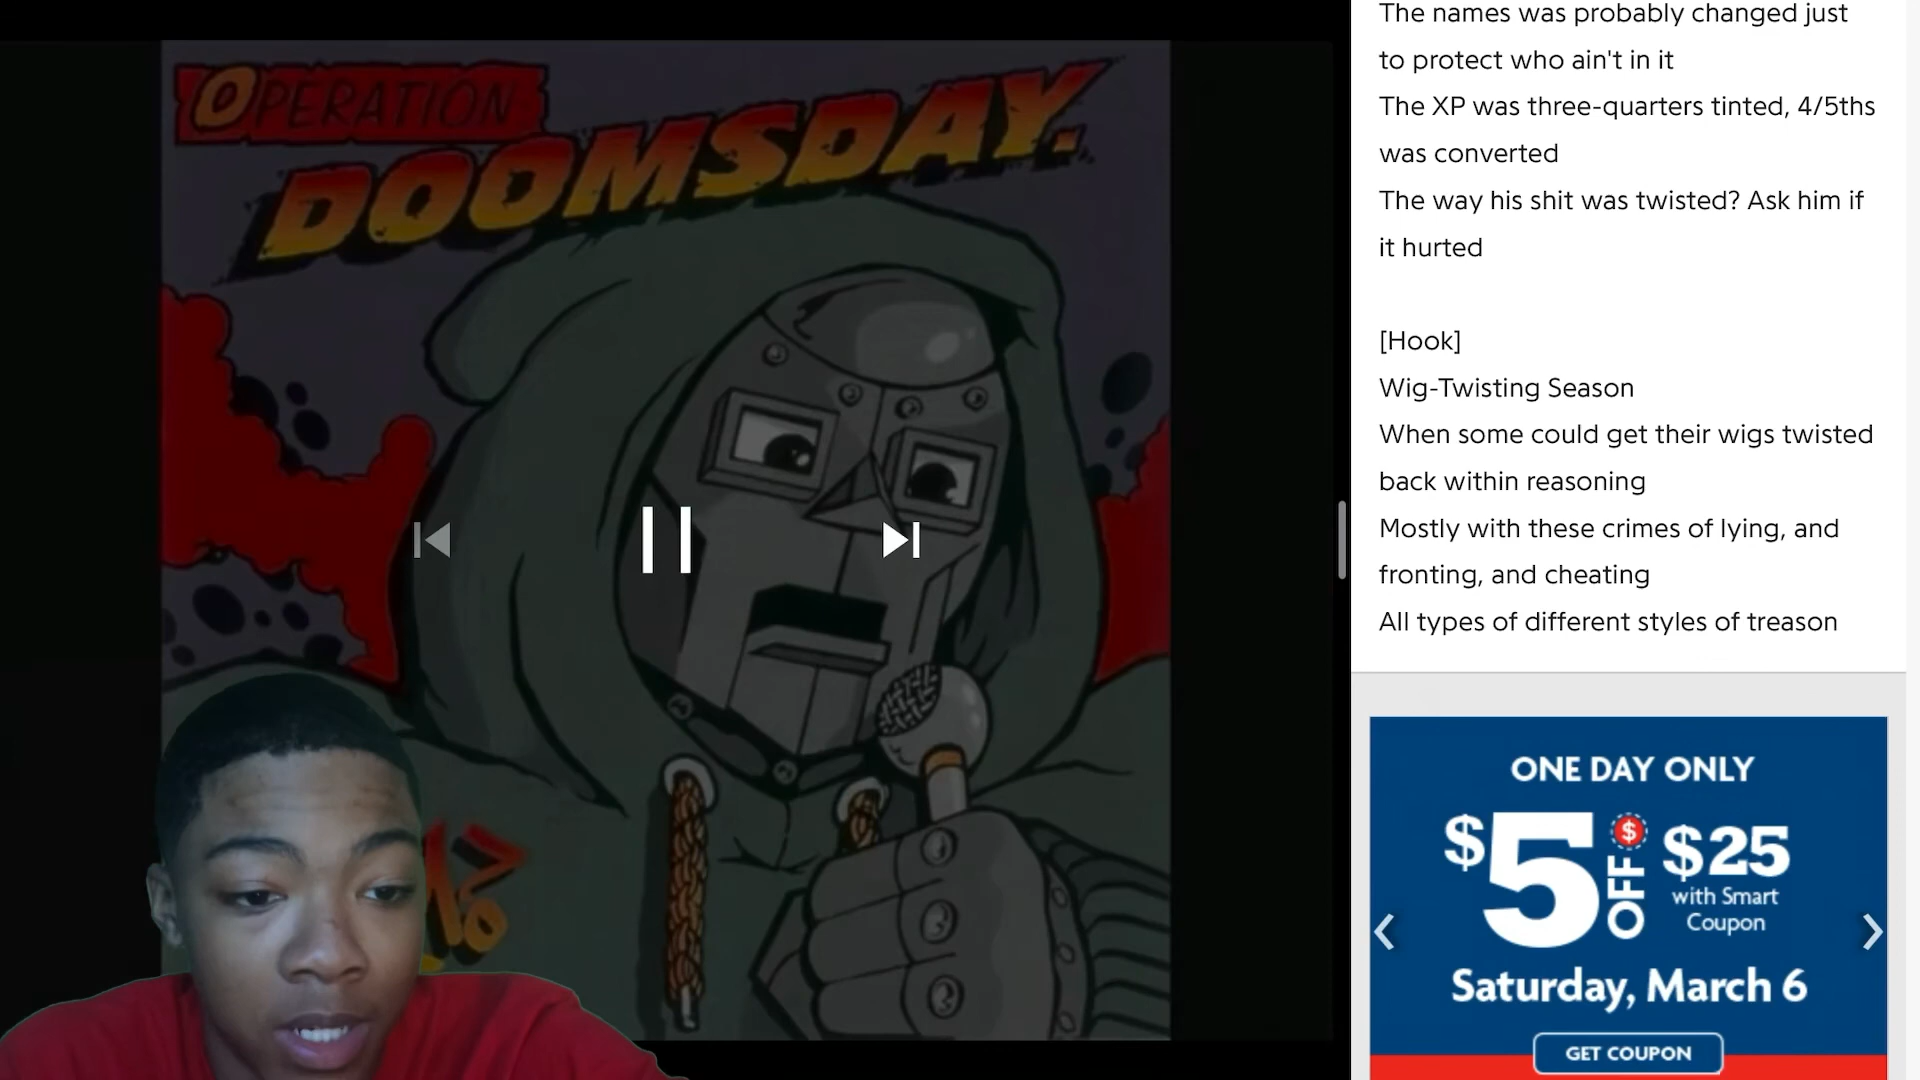 OPERATION
DOOMSDAY.
The names was probably changed just
to protect who ain't in it
The XP was three-quarters tinted, 4/5ths
was converted
The way his shit was twisted? Ask him if
it hurted
[Hook]
Wig-Twisting Season
When some could get their wigs twisted
back within reasoning
Mostly with these crimes of lying, and
fronting, and cheating
All types of different styles of treason
ONE DAY ONLY
$5 OFF $ $25
with Smart
Coupon
Saturday, March 6
GET COUPON